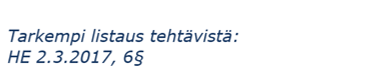 Tarkempi listaus tehtävistä:
HE 2.3.2017, 6§